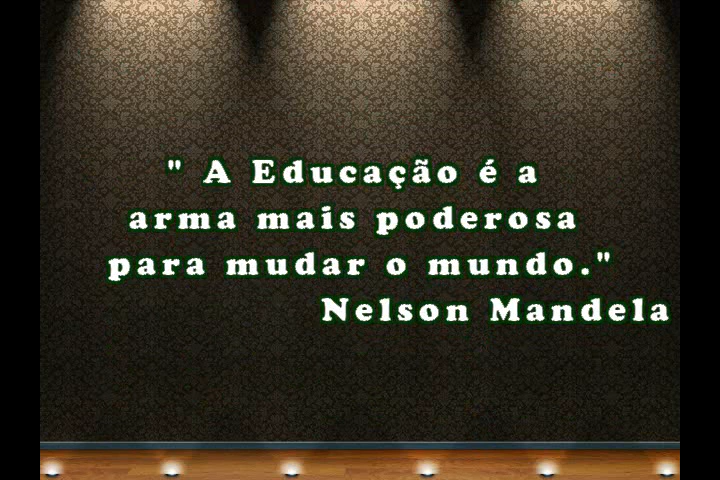 " A Educação é a
arma mais poderosa
para mudar o mundo."
Nelson Mandela